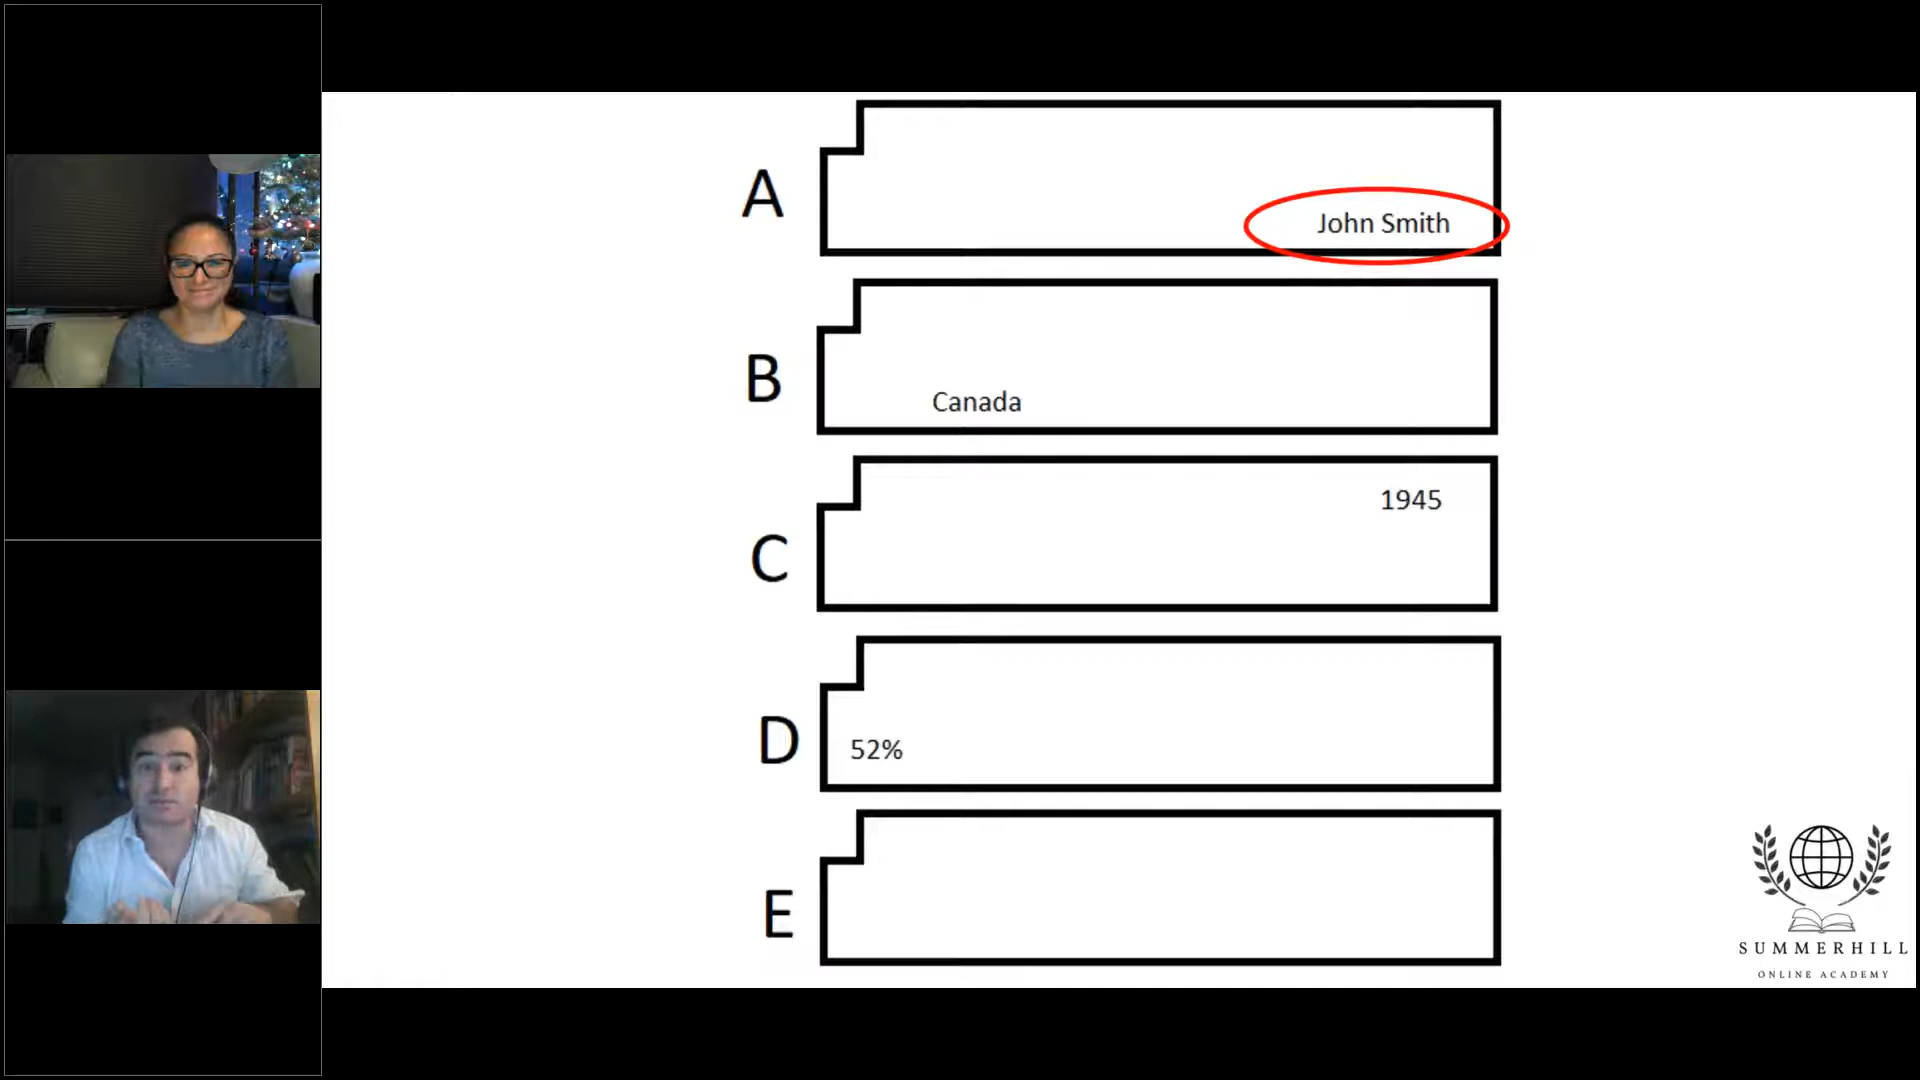 A
John Smith
B
Canada
C
1945
D
52%
E
SUMMERHILL
ONLINE ACADEMY